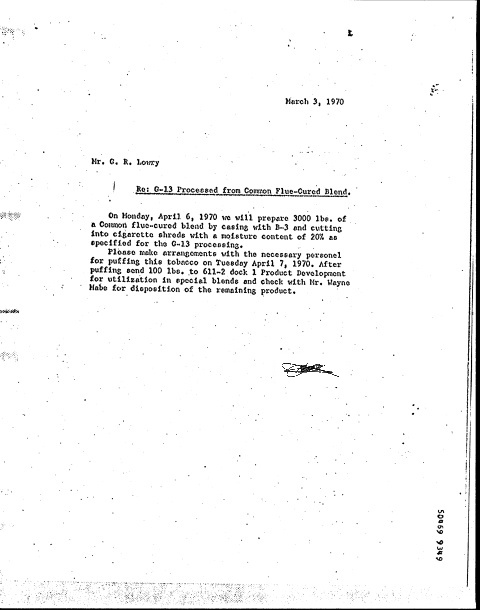 March 3, 1970
Mr. G. R. Lowry
Re: G-13 Processed from Common Flue-Cured Blend.
On Monday, April 6, 1970 we will prepare 3000 lbs. of
a Common flue-cured blend by casing with B-3 and cutting
into cigarette shreds with a moisture content of 20% as
specified for the G-13 processing.
Please make arrangements with the necessary personel
for puffing this tobacco on Tuesday April 7, 1970. After
puffing send 100 lbs. to 611-2 dock 1 Product Development
for utilization in special blends and check with Mr. Wayne
Mabe for disposition of the remaining product.
50469 9349